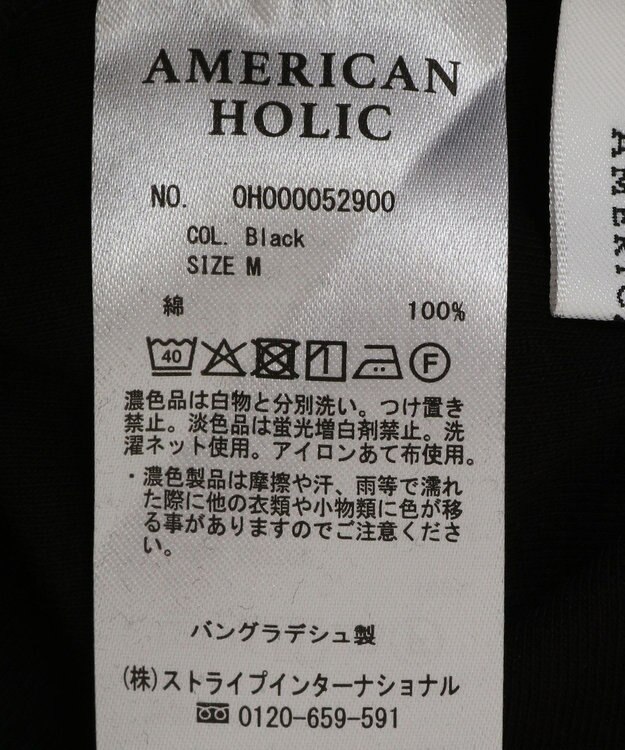 AMERICAN
HOLIC
NO. OH000052900
COL. Black
SIZE M
綿 100%
40 F
濃色品は白物と分別洗い。つけ置き
禁止。淡色品は蛍光増白剤禁止。洗
濯ネット使用。アイロンあて布使用。
・濃色製品は摩擦や汗、雨等で濡れ
た際に他の衣類や小物類に色が移
る事がありますのでご注意くださ
い。
バングラデシュ製
(株)ストライプインターナショナル
0120-659-591
AMERIC